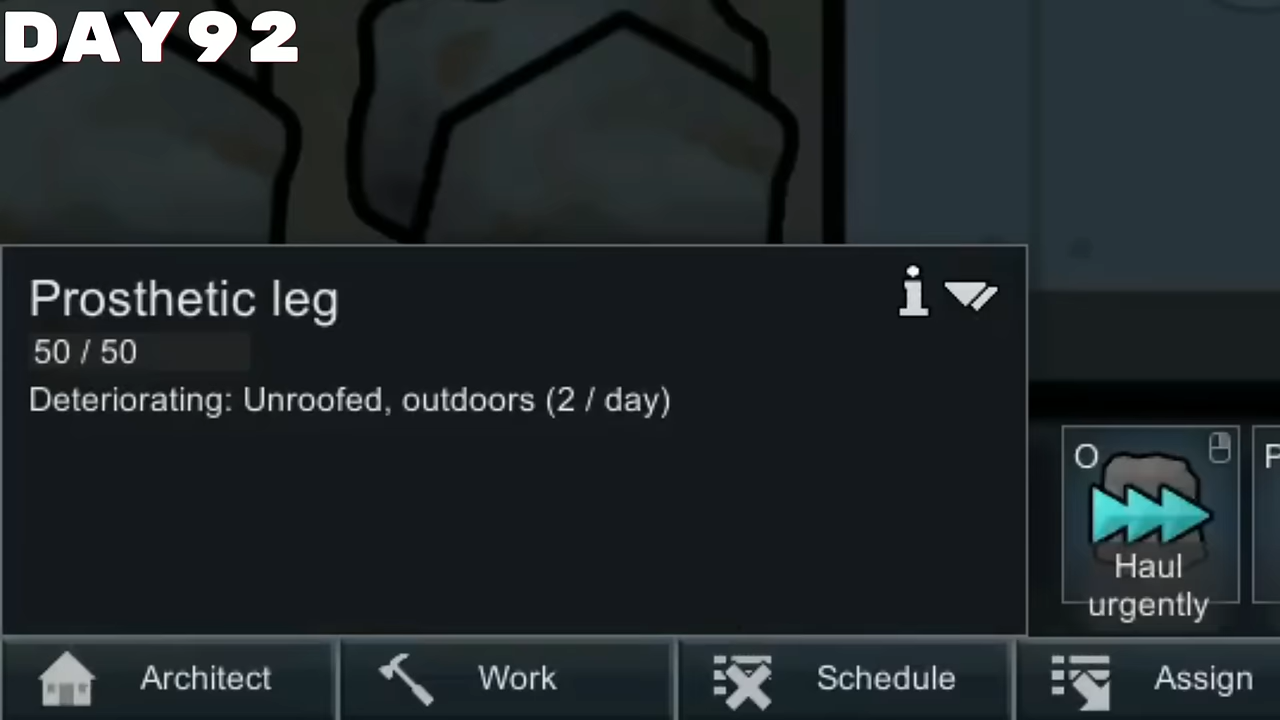 DAY92
Prosthetic leg
50 / 50
Deteriorating: Unroofed, outdoors (2 / day)
O
P
Haul
urgently
Architect
Work
Schedule
Assign